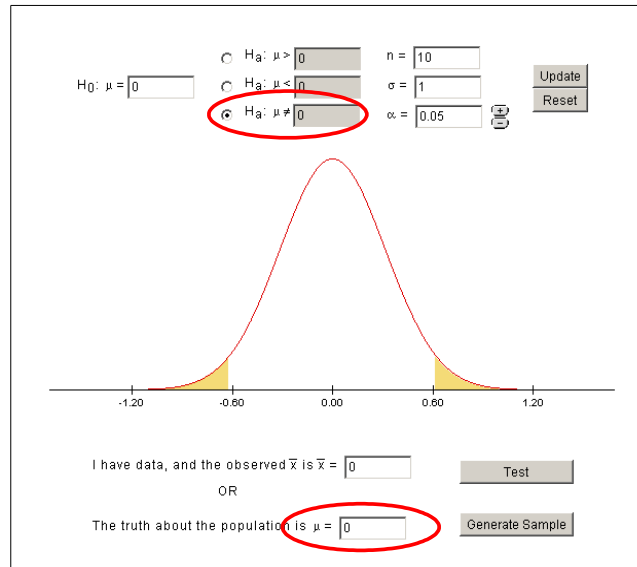 Hₐ: μ > 0 n = 10
H₀: μ = 0 Hₐ: μ < 0 σ = 1 Update
Reset
Hₐ: μ ≠ 0 α = 0.05 + −
-1.20 -0.60 0.00 0.60 1.20
I have data, and the observed x̅ is x̅ = 0 Test
OR
The truth about the population is μ = 0 Generate Sample